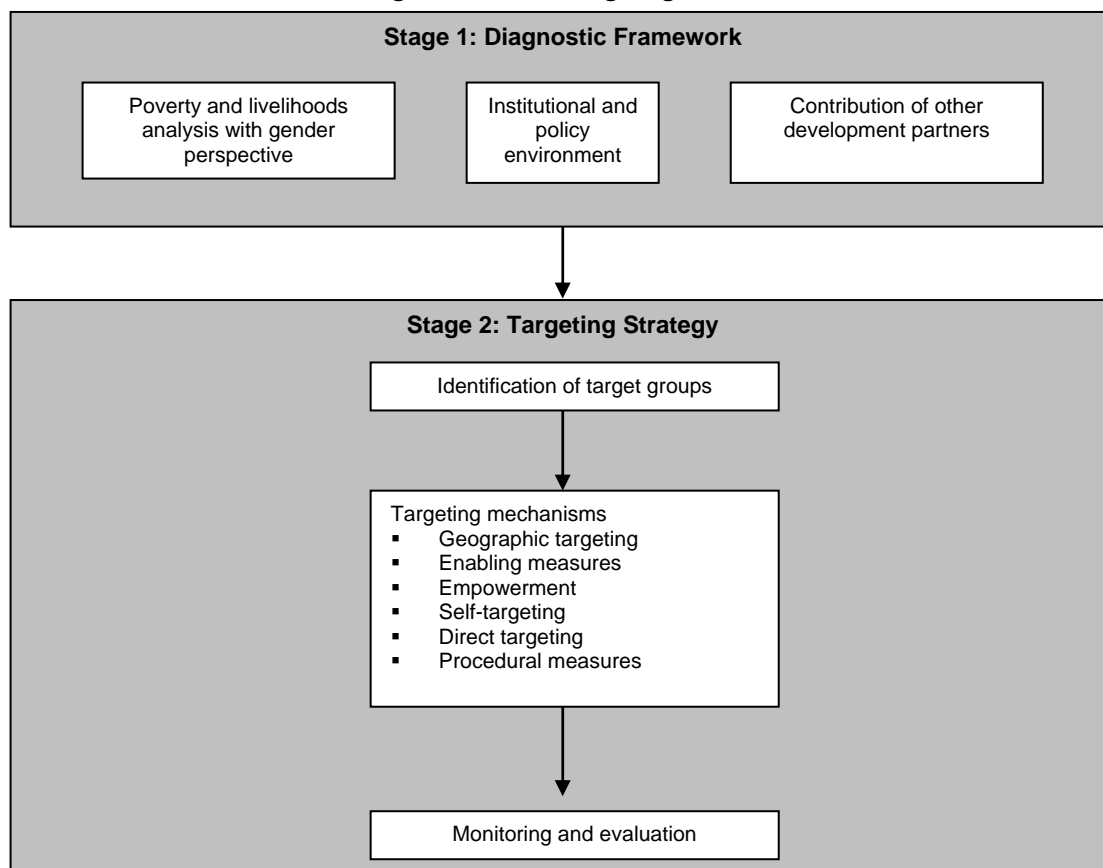 Stage 1: Diagnostic Framework
Poverty and livelihoods
analysis with gender
perspective
Institutional and
policy
environment
Contribution of other
development partners
Stage 2: Targeting Strategy
Identification of target groups
Targeting mechanisms
▪ Geographic targeting
▪ Enabling measures
▪ Empowerment
▪ Self-targeting
▪ Direct targeting
▪ Procedural measures
Monitoring and evaluation